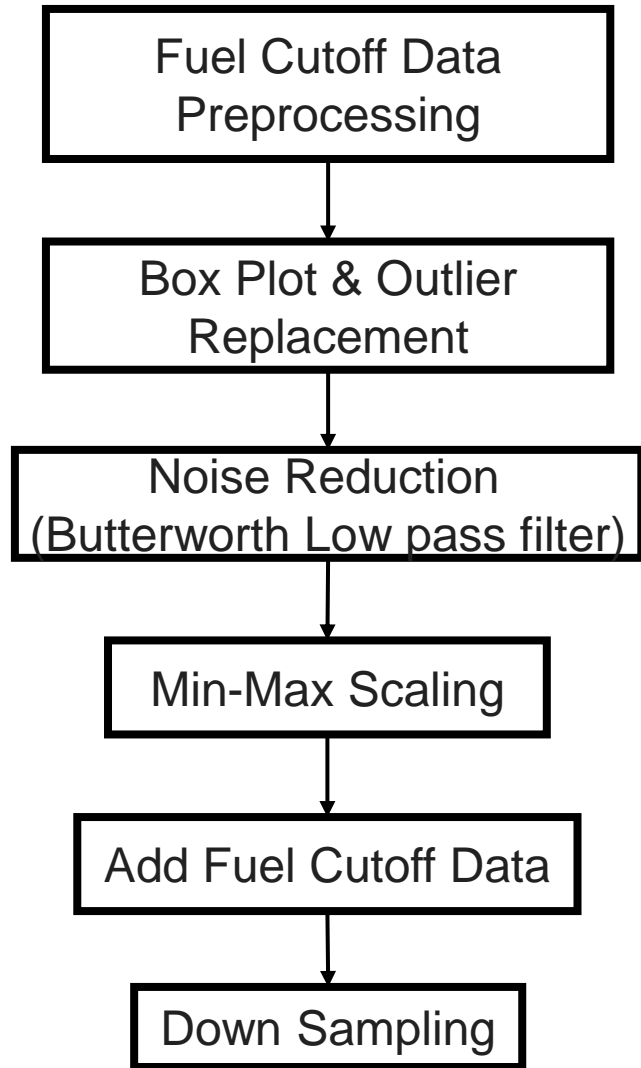 Fuel Cutoff Data
Preprocessing
Box Plot & Outlier
Replacement
Noise Reduction
(Butterworth Low pass filter)
Min-Max Scaling
Add Fuel Cutoff Data
Down Sampling